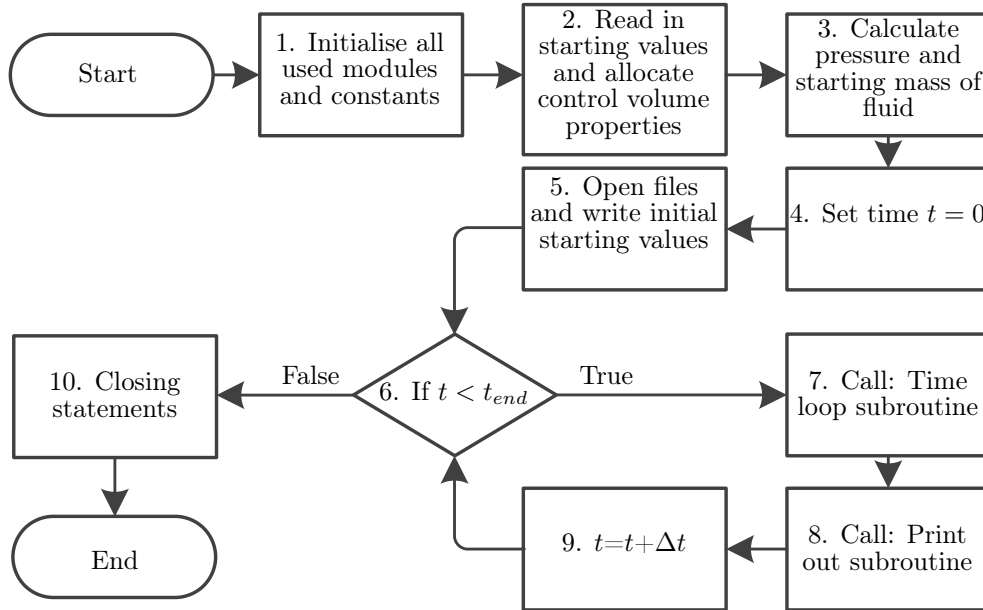 Start
1. Initialise all
used modules
and constants
2. Read in
starting values
and allocate
control volume
properties
3. Calculate
pressure and
starting mass of
fluid
4. Set time t = 0
5. Open files
and write initial
starting values
6. If t < t_end
False
True
10. Closing
statements
End
7. Call: Time
loop subroutine
8. Call: Print
out subroutine
9. t=t+Δt